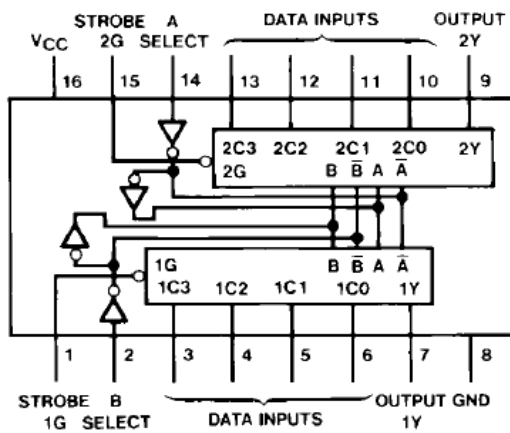 STROBE A DATA INPUTS OUTPUT
VCC 2G SELECT 2Y
16 15 14 13 12 11 10 9
2C3 2C2 2C1 2C0 2Y
2G B B̅ A A̅
1G B B̅ A A̅
1C3 1C2 1C1 1C0 1Y
1 2 3 4 5 6 7 8
STROBE B DATA INPUTS OUTPUT GND
1G SELECT 1Y